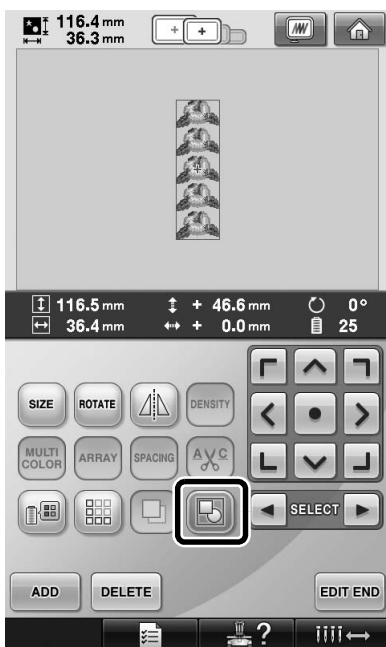 116.4 mm
36.3 mm
116.5 mm + 46.6 mm 0°
36.4 mm + 0.0 mm 25
SIZE ROTATE DENSITY
MULTI COLOR ARRAY SPACING A C
SELECT
ADD DELETE EDIT END
?